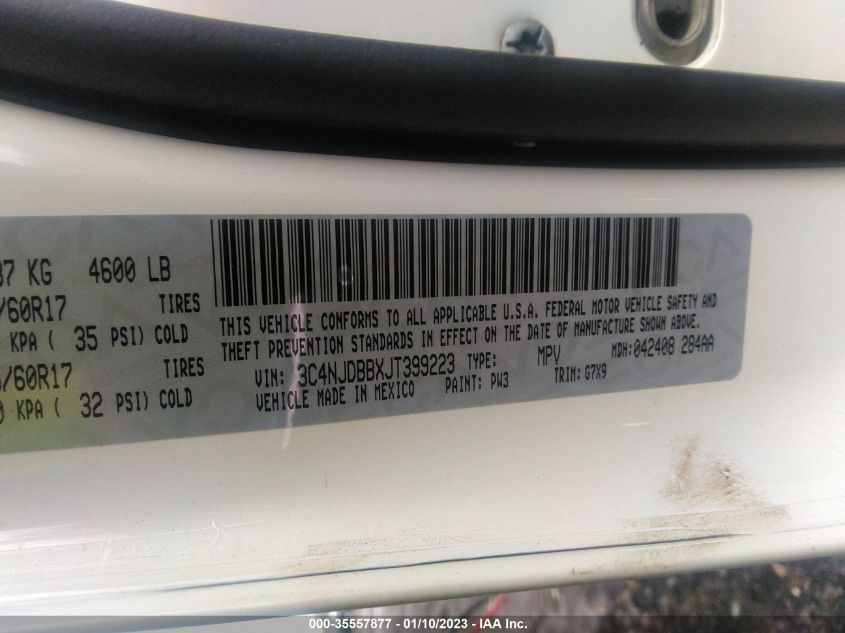 37 KG 4600 LB
/60R17 TIRES
KPA ( 35 PSI) COLD
/60R17 TIRES
0 KPA ( 32 PSI) COLD
THIS VEHICLE CONFORMS TO ALL APPLICABLE U.S.A. FEDERAL MOTOR VEHICLE SAFETY AND
THEFT PREVENTION STANDARDS IN EFFECT ON THE DATE OF MANUFACTURE SHOWN ABOVE.
VIN: 3C4NJDBBXJT399223 TYPE: MPV MDH: 042408 284AA
VEHICLE MADE IN MEXICO PAINT: PW3 TRIM: G7X9
000-35557877 - 01/10/2023 - IAA Inc.